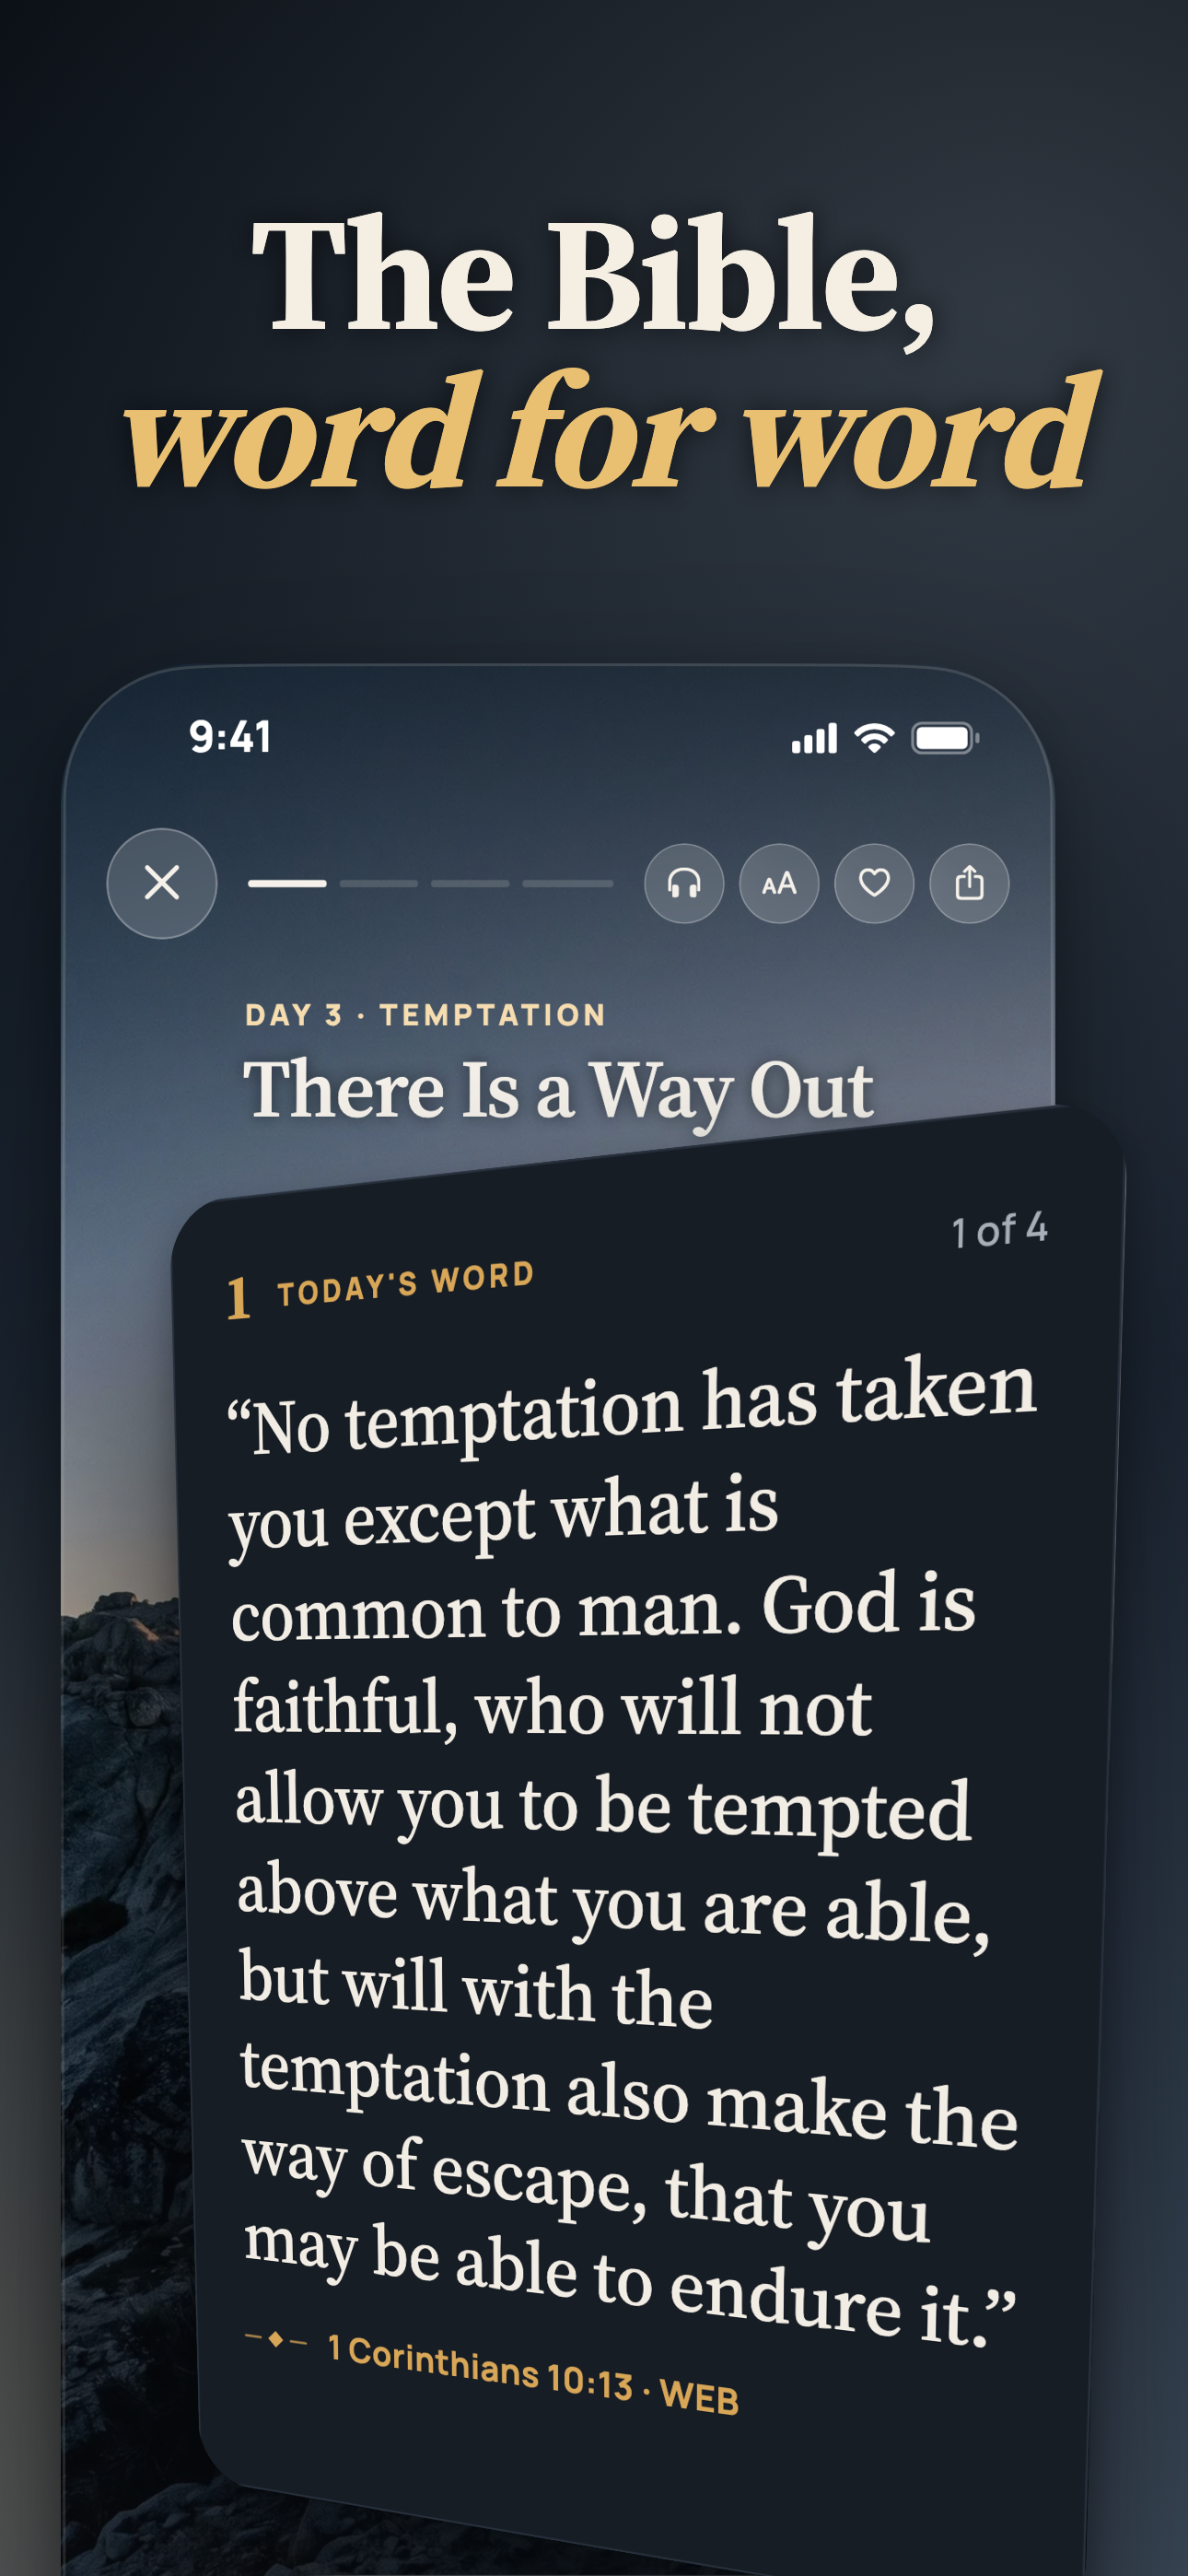 The Bible,
word for word
9:41
AA
DAY 3 · TEMPTATION
There Is a Way Out
1 of 4
1 TODAY'S WORD
“No temptation has taken
you except what is
common to man. God is
faithful, who will not
allow you to be tempted
above what you are able,
but will with the
temptation also make the
way of escape, that you
may be able to endure it.”
1 Corinthians 10:13 · WEB